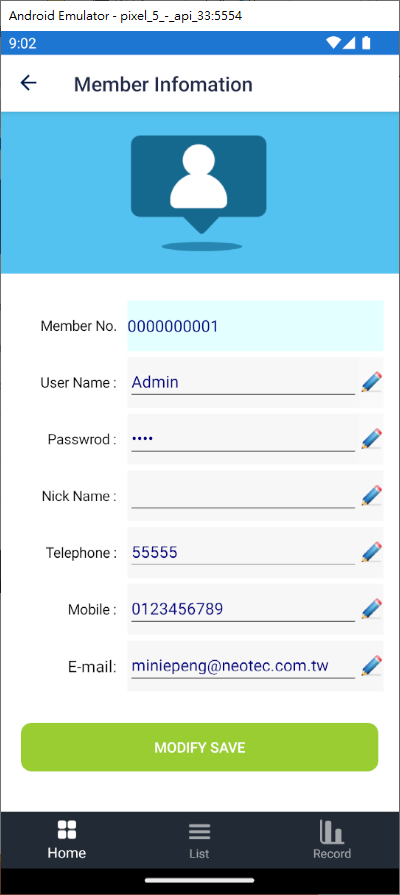 Android Emulator - pixel_5_-_api_33:5554
9:02
Member Infomation
Member No. 0000000001
User Name : Admin
Passwrod : ••••
Nick Name :
Telephone : 55555
Mobile : 0123456789
E-mail: miniepeng@neotec.com.tw
MODIFY SAVE
Home List Record